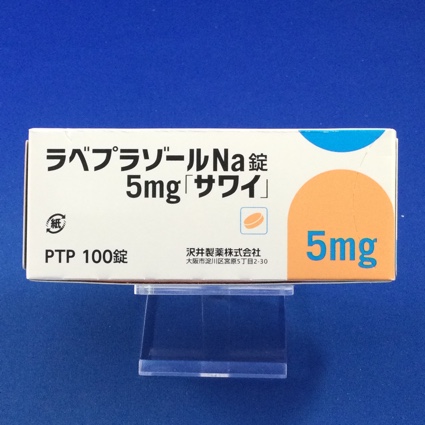 ラベプラゾールNa錠
5mg「サワイ」
紙
PTP 100錠
沢井製薬株式会社
大阪市淀川区宮原5丁目2-30
5mg